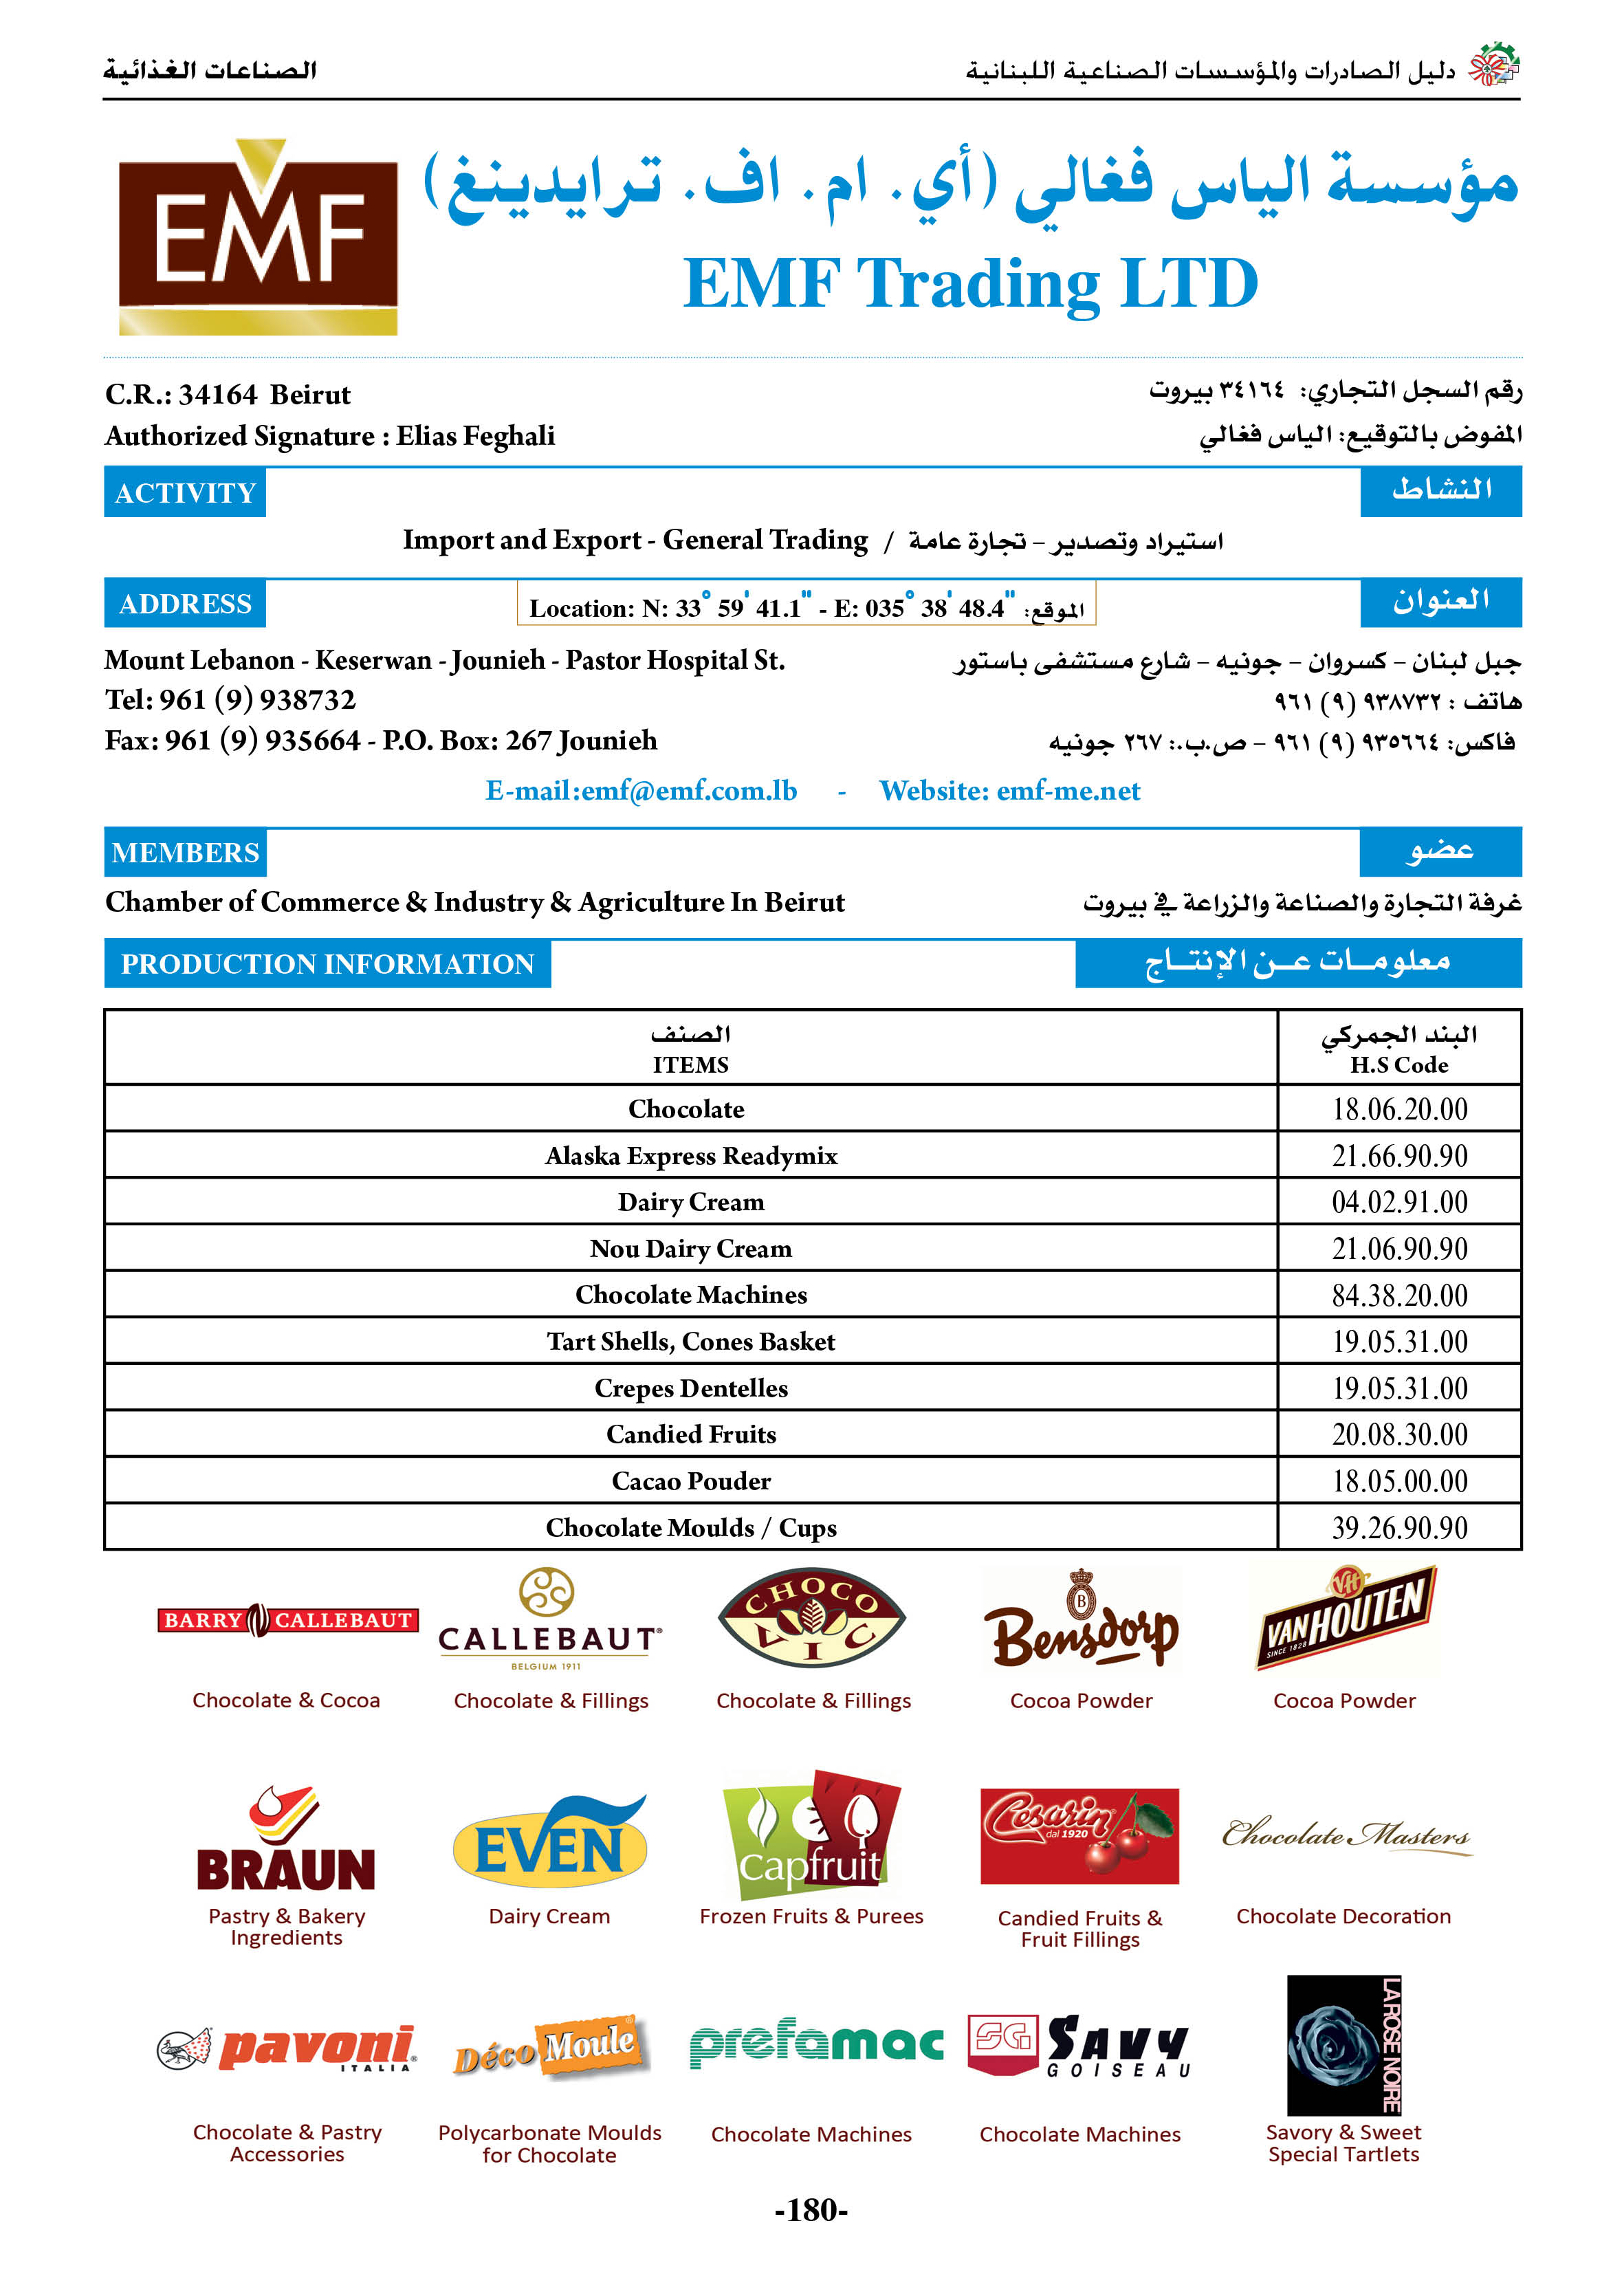 دليل الصادرات والمؤسسات الصناعية اللبنانية
الصناعات الغذائية
EMF
مؤسسة الياس فغالي (أي. ام. اف. ترايدينغ)
EMF Trading LTD
C.R.: 34164 Beirut
رقم السجل التجاري: ٣٤١٦٤ بيروت
Authorized Signature : Elias Feghali
المفوض بالتوقيع: الياس فغالي
ACTIVITY
النشاط
Import and Export - General Trading / استيراد وتصدير – تجارة عامة
ADDRESS
Location: N: 33° 59' 41.1" - E: 035° 38' 48.4" الموقع:
العنوان
Mount Lebanon - Keserwan - Jounieh - Pastor Hospital St.
جبل لبنان – كسروان – جونيه – شارع مستشفى باستور
Tel: 961 (9) 938732
هاتف : ٩٣٨٧٣٢ (٩) ٩٦١
Fax: 961 (9) 935664 - P.O. Box: 267 Jounieh
فاكس: ٩٣٥٦٦٤ (٩) ٩٦١ – ص.ب.: ٢٦٧ جونيه
E-mail:emf@emf.com.lb - Website: emf-me.net
MEMBERS
عضو
Chamber of Commerce & Industry & Agriculture In Beirut
غرفة التجارة والصناعة والزراعة في بيروت
PRODUCTION INFORMATION
معلومـات عـن الإنتـاج
الصنف
ITEMS
البند الجمركي
H.S Code
Chocolate 18.06.20.00
Alaska Express Readymix 21.66.90.90
Dairy Cream 04.02.91.00
Nou Dairy Cream 21.06.90.90
Chocolate Machines 84.38.20.00
Tart Shells, Cones Basket 19.05.31.00
Crepes Dentelles 19.05.31.00
Candied Fruits 20.08.30.00
Cacao Pouder 18.05.00.00
Chocolate Moulds / Cups 39.26.90.90
BARRY CALLEBAUT
Chocolate & Cocoa
CALLEBAUT®
BELGIUM 1911
Chocolate & Fillings
CHOCO
VIC
Chocolate & Fillings
B
Bensdorp
Cocoa Powder
VH
VAN HOUTEN
SINCE 1828
Cocoa Powder
BRAUN
Pastry & Bakery
Ingredients
EVEN
Dairy Cream
Capfruit
Frozen Fruits & Purees
Cesarin®
dal 1920
Candied Fruits &
Fruit Fillings
Chocolate Masters
Chocolate Decoration
pavoni®
ITALIA
Chocolate & Pastry
Accessories
Déco Moule®
Polycarbonate Moulds
for Chocolate
prefamac
Chocolate Machines
SG SAVY
GOISEAU
Chocolate Machines
LA ROSE NOIRE
Savory & Sweet
Special Tartlets
-180-